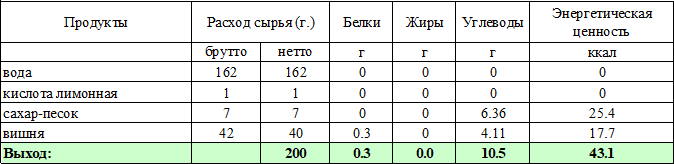 Продукты Расход сырья (г.) Белки Жиры Углеводы Энергетическая ценность
брутто нетто г г г ккал
вода 162 162 0 0 0 0
кислота лимонная 1 1 0 0 0 0
сахар-песок 7 7 0 0 6.36 25.4
вишня 42 40 0.3 0 4.11 17.7
Выход: 200 0.3 0.0 10.5 43.1